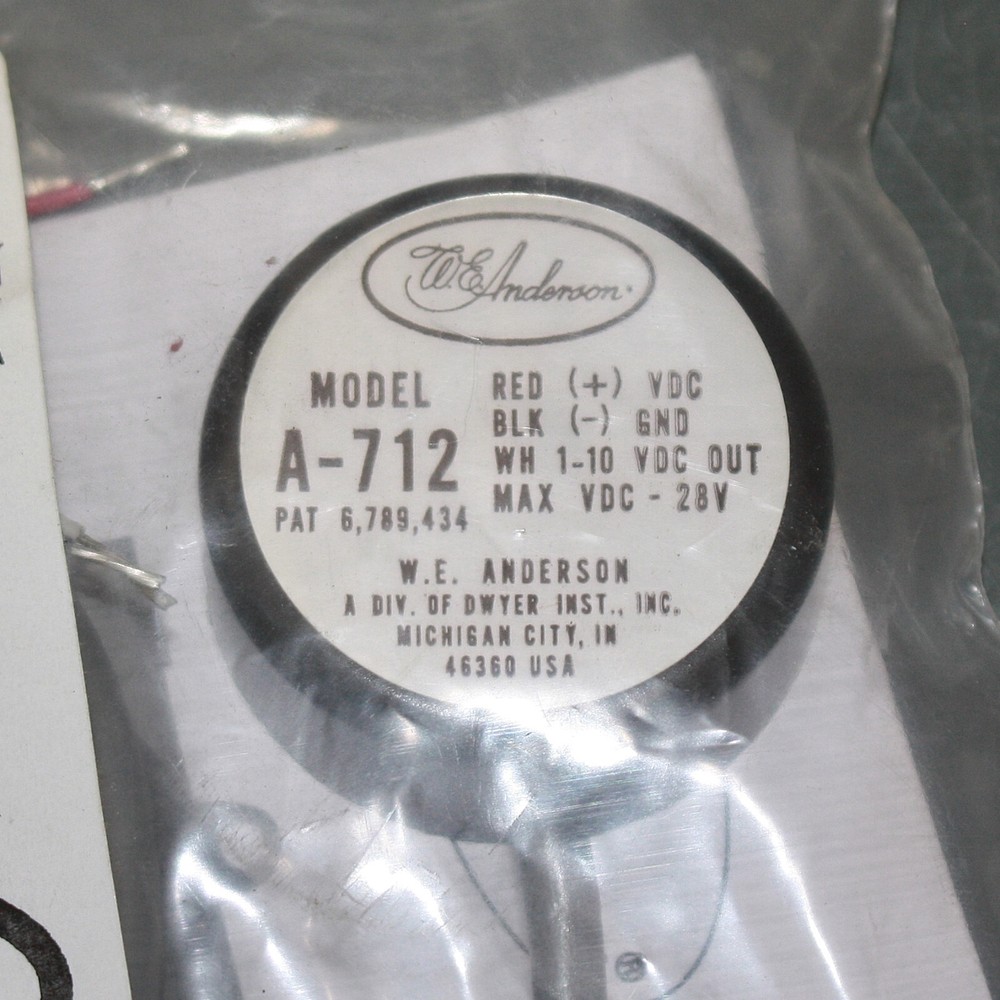 W.E. Anderson
MODEL
A-712
PAT 6,789,434
RED (+) VDC
BLK (-) GND
WH 1-10 VDC OUT
MAX VDC - 28V
W.E. ANDERSON
A DIV. OF DWYER INST., INC.
MICHIGAN CITY, IN
46360 USA
®